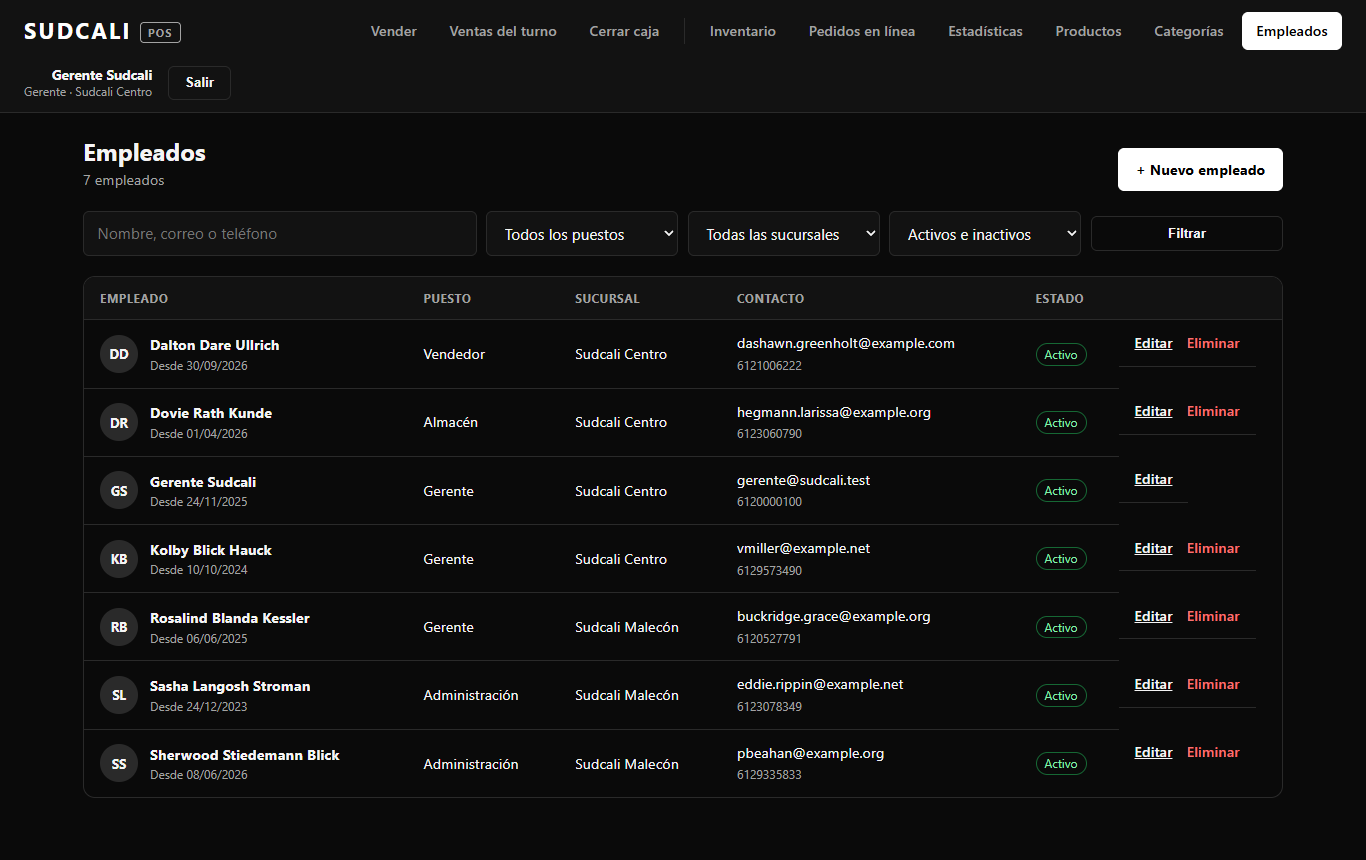 SUDCALI POS
Vender Ventas del turno Cerrar caja Inventario Pedidos en línea Estadísticas Productos Categorías Empleados
Gerente Sudcali
Gerente · Sudcali Centro
Salir
Empleados
7 empleados
+ Nuevo empleado
Nombre, correo o teléfono Todos los puestos Todas las sucursales Activos e inactivos Filtrar
EMPLEADO PUESTO SUCURSAL CONTACTO ESTADO
DD Dalton Dare Ullrich Vendedor Sudcali Centro dashawn.greenholt@example.com Activo Editar Eliminar
Desde 30/09/2026 6121006222
DR Dovie Rath Kunde Almacén Sudcali Centro hegmann.larissa@example.org Activo Editar Eliminar
Desde 01/04/2026 6123060790
GS Gerente Sudcali Gerente Sudcali Centro gerente@sudcali.test Activo Editar
Desde 24/11/2025 6120000100
KB Kolby Blick Hauck Gerente Sudcali Centro vmiller@example.net Activo Editar Eliminar
Desde 10/10/2024 6129573490
RB Rosalind Blanda Kessler Gerente Sudcali Malecón buckridge.grace@example.org Activo Editar Eliminar
Desde 06/06/2025 6120527791
SL Sasha Langosh Stroman Administración Sudcali Malecón eddie.rippin@example.net Activo Editar Eliminar
Desde 24/12/2023 6123078349
SS Sherwood Stiedemann Blick Administración Sudcali Malecón pbeahan@example.org Activo Editar Eliminar
Desde 08/06/2026 6129335833